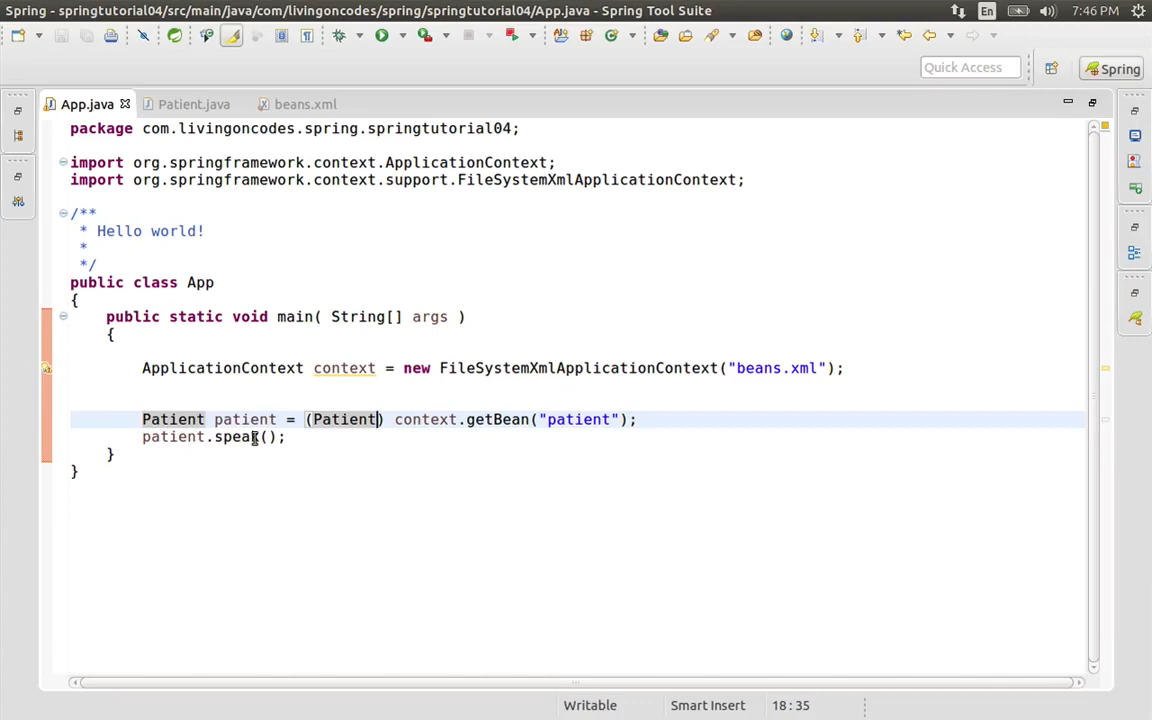 Spring - springtutorial04/src/main/java/com/livingoncodes/spring/springtutorial04/App.java - Spring Tool Suite
En
7:46 PM
Quick Access
Spring
App.java
Patient.java
beans.xml
package com.livingoncodes.spring.springtutorial04;
import org.springframework.context.ApplicationContext;
import org.springframework.context.support.FileSystemXmlApplicationContext;
/**
* Hello world!
*
*/
public class App
{
public static void main( String[] args )
{
ApplicationContext context = new FileSystemXmlApplicationContext("beans.xml");
Patient patient = (Patient) context.getBean("patient");
patient.speak();
}
}
Writable
Smart Insert
18 : 35